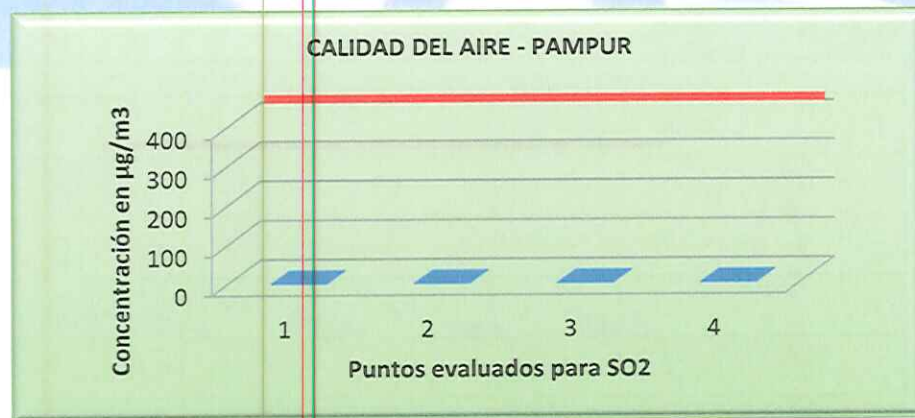 CALIDAD DEL AIRE - PAMPUR
Concentración en µg/m3
400
300
200
100
0
1 2 3 4
Puntos evaluados para SO2